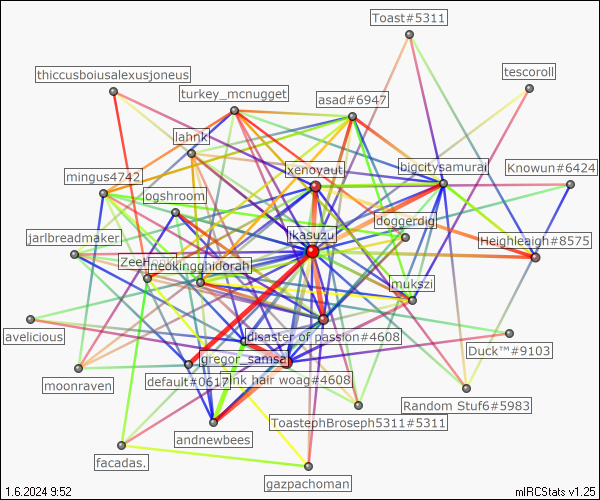 Toast#5311
tescoroll
thiccusboiusalexusjoneus
turkey_mcnugget
asad#6947
lahnk
xenoyaut
bigcitysamurai
Knowun#6424
mingus4742
ogshroom
doggerdig
ikasuzu
Heighleaigh#8575
jarlbreadmaker
neokingghidorah
mukszi
avelicious
disaster of passion#4608
Duck™#9103
gregor_samsa
moonraven
default#0617
pink hair woag#4608
Random Stuf6#5983
ToastephBroseph5311#5311
andnewbees
facadas.
gazpachoman
1.6.2024 9:52
mIRCStats v1.25